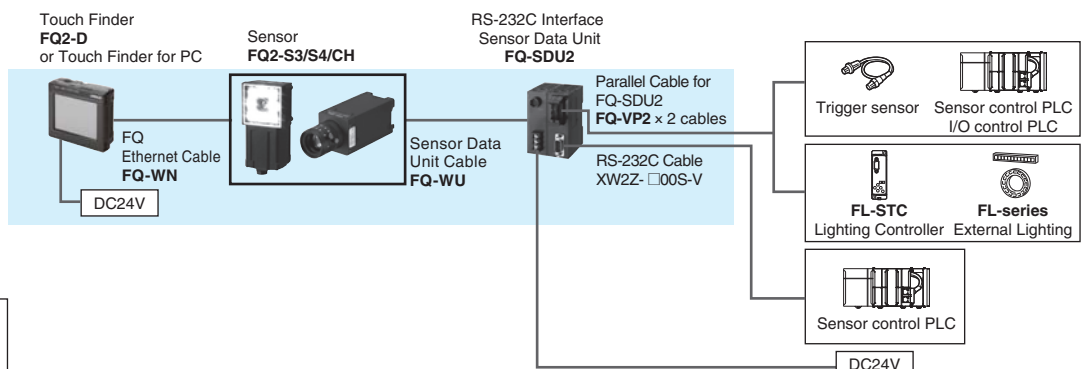 Touch Finder
FQ2-D
or Touch Finder for PC
Sensor
FQ2-S3/S4/CH
RS-232C Interface
Sensor Data Unit
FQ-SDU2
FQ
Ethernet Cable
FQ-WN
DC24V
Sensor Data
Unit Cable
FQ-WU
Parallel Cable for
FQ-SDU2
FQ-VP2 × 2 cables
RS-232C Cable
XW2Z- □00S-V
Trigger sensor
Sensor control PLC
I/O control PLC
FL-STC
Lighting Controller
FL-series
External Lighting
Sensor control PLC
DC24V